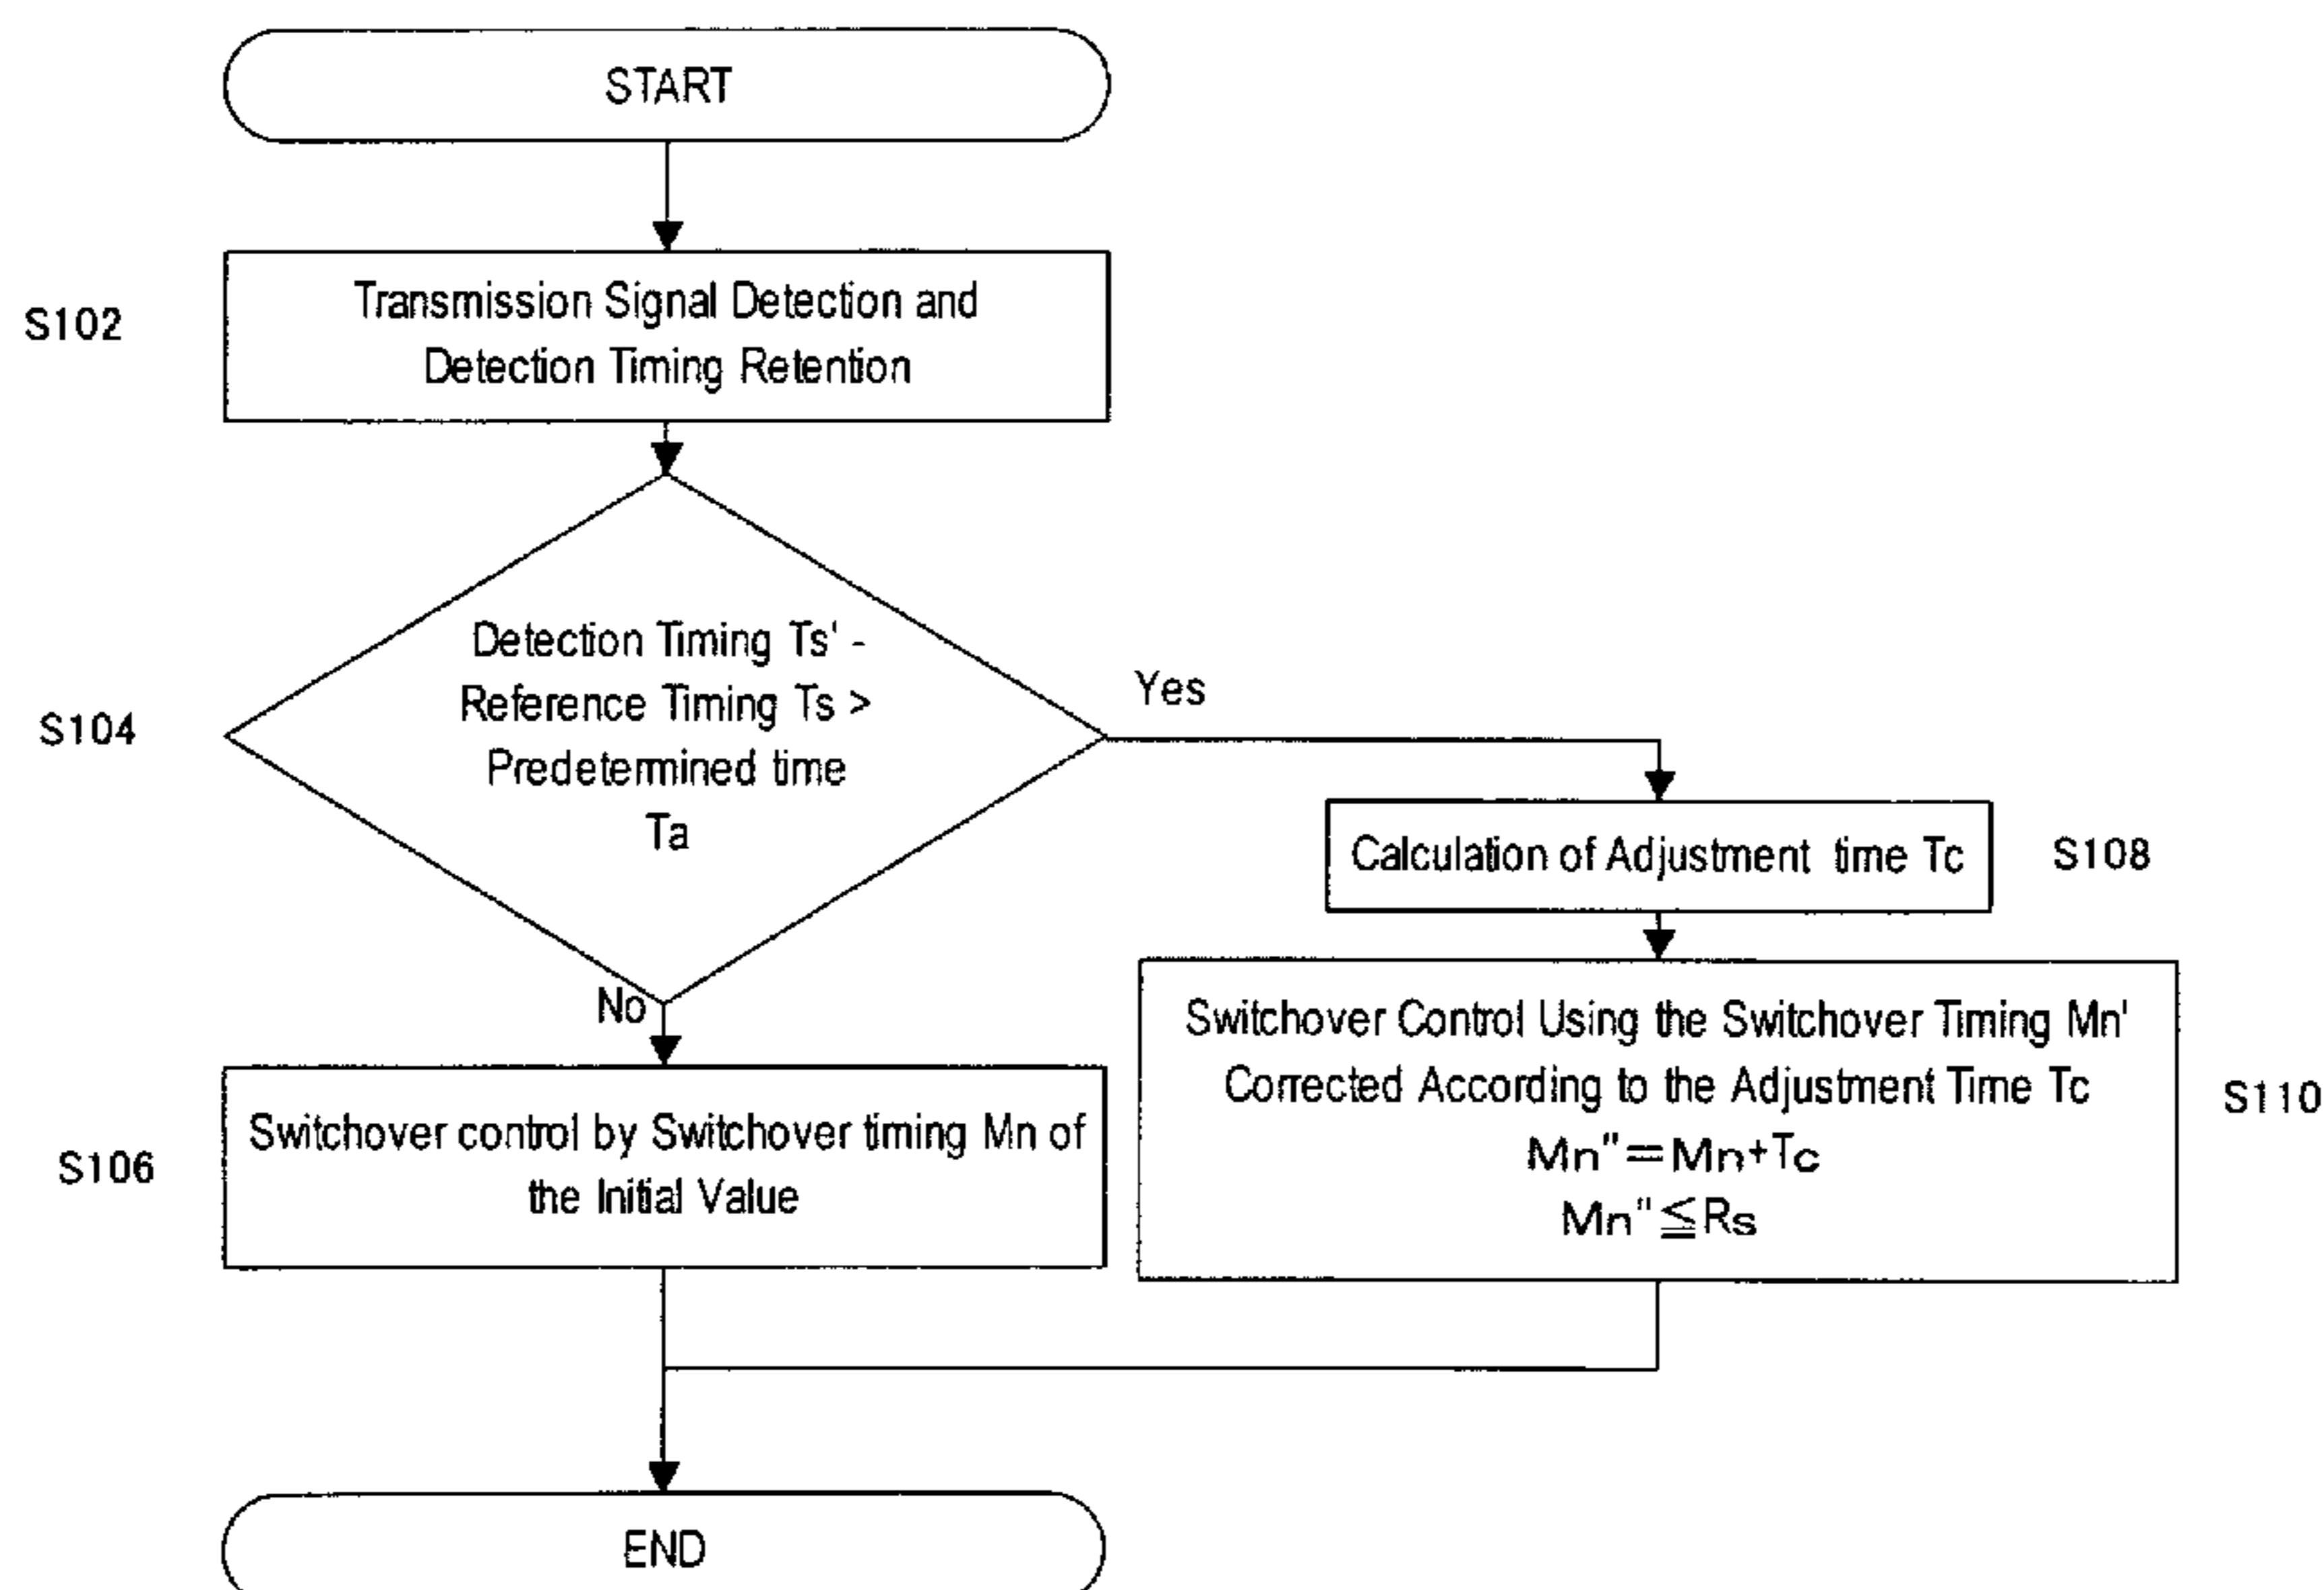 START
S102
Transmission Signal Detection and
Detection Timing Retention
S104
Detection Timing Ts' -
Reference Timing Ts >
Predetermined time
Ta
Yes
No
Calculation of Adjustment time Tc
S108
Switchover Control Using the Switchover Timing Mn'
Corrected According to the Adjustment Time Tc
Mn"=Mn+Tc
Mn"≦Rs
S110
S106
Switchover control by Switchover timing Mn of
the Initial Value
END